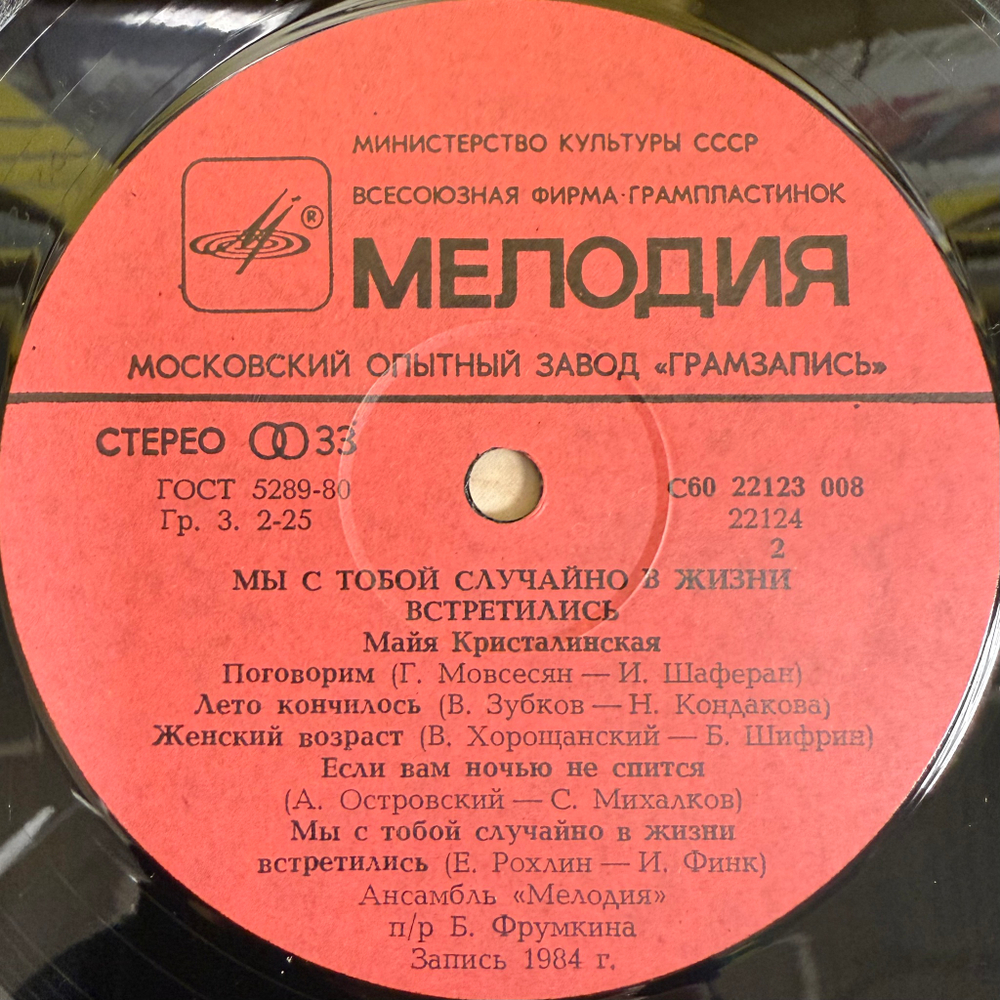 МИНИСТЕРСТВО КУЛЬТУРЫ СССР
ВСЕСОЮЗНАЯ ФИРМА·ГРАМПЛАСТИНОК
®
МЕЛОДИЯ
МОСКОВСКИЙ ОПЫТНЫЙ ЗАВОД «ГРАМЗАПИСЬ»
СТЕРЕО 33
ГОСТ 5289-80
Гр. 3. 2-25
С60 22123 008
22124
2
МЫ С ТОБОЙ СЛУЧАЙНО В ЖИЗНИ
ВСТРЕТИЛИСЬ
Майя Кристалинская
Поговорим (Г. Мовсесян — И. Шаферан)
Лето кончилось (В. Зубков — Н. Кондакова)
Женский возраст (В. Хорощанский — Б. Шифрин)
Если вам ночью не спится
(А. Островский — С. Михалков)
Мы с тобой случайно в жизни
встретились (Е. Рохлин — И. Финк)
Ансамбль «Мелодия»
п/р Б. Фрумкина
Запись 1984 г.